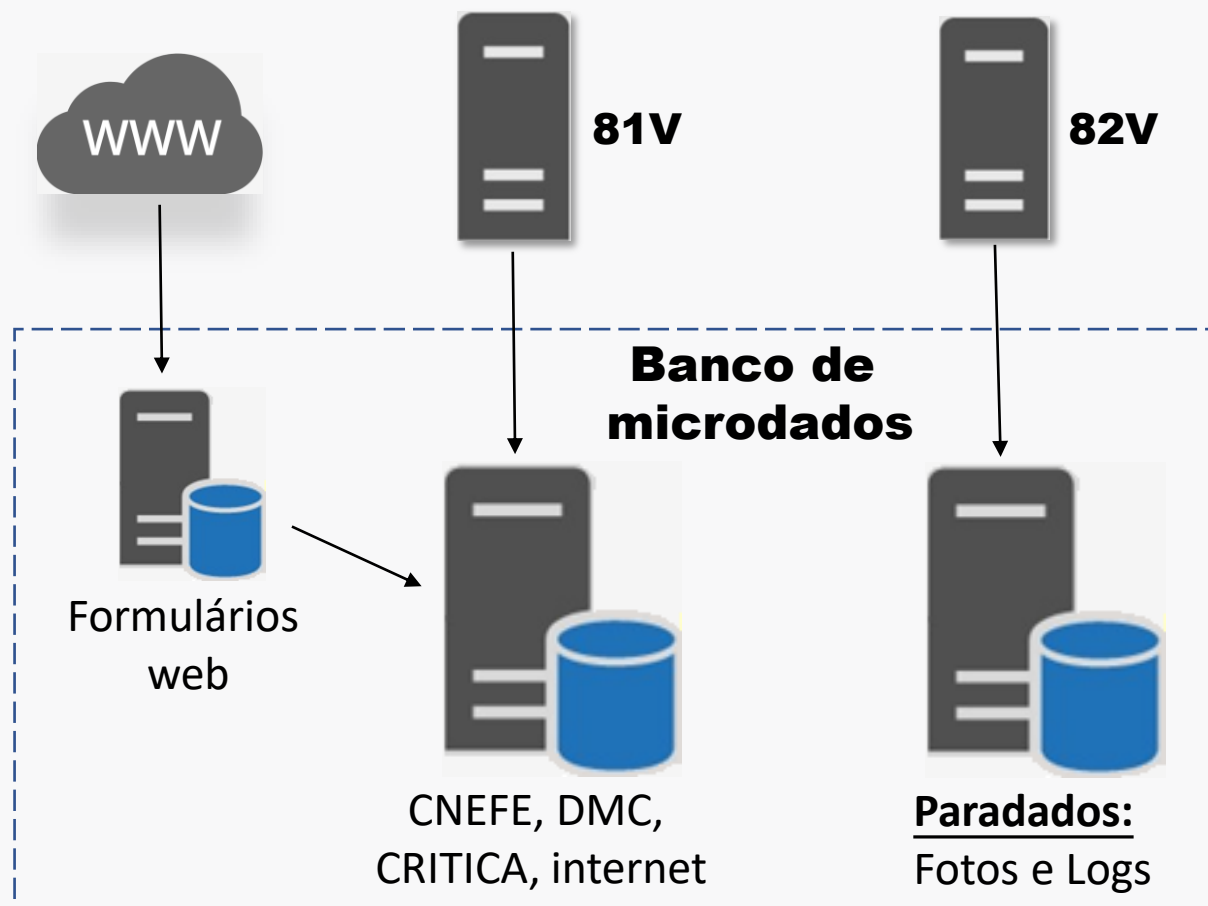 WWW
81V
82V
Banco de
microdados
Formulários
web
CNEFE, DMC,
CRITICA, internet
Paradados:
Fotos e Logs